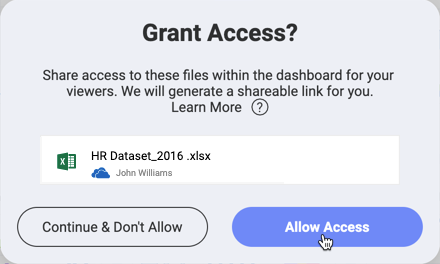 Grant Access?
Share access to these files within the dashboard for your
viewers. We will generate a shareable link for you.
Learn More ?
HR Dataset_2016 .xlsx
John Williams
Continue & Don't Allow
Allow Access